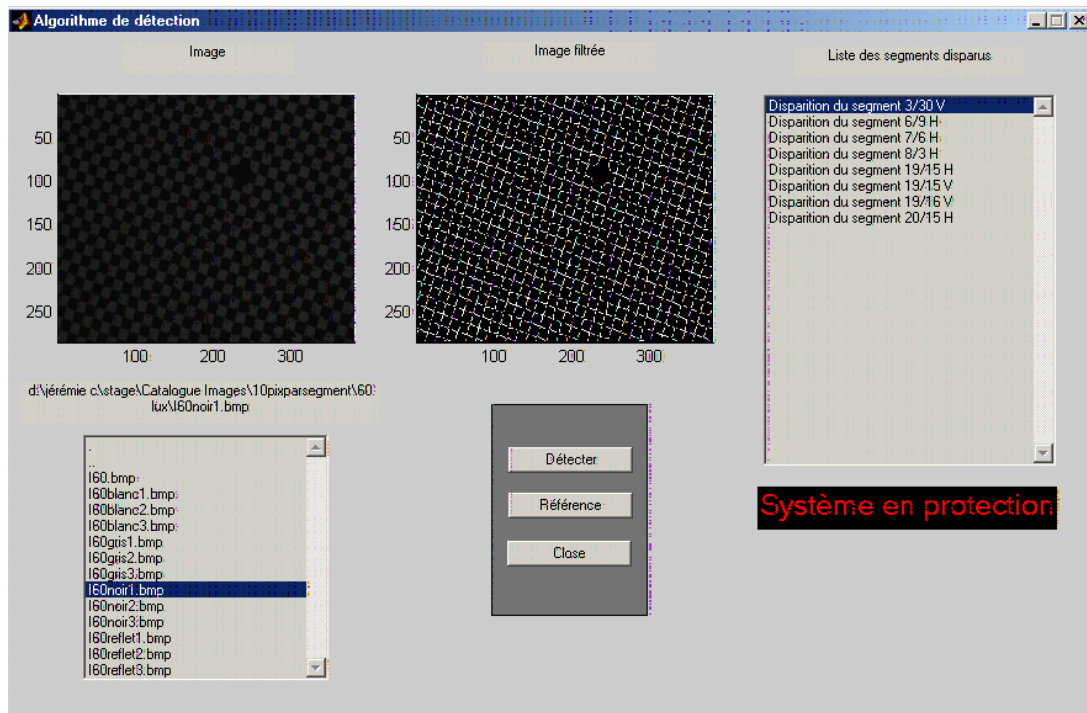 Algorithme de détection
Image
Image filtrée
Liste des segments disparus
50
100
150
200
250
100
200
300
50
100
150
200
250
100
200
300
Disparition du segment 3/30 V
Disparition du segment 6/9 H
Disparition du segment 7/6 H
Disparition du segment 8/3 H
Disparition du segment 19/15 H
Disparition du segment 19/15 V
Disparition du segment 19/16 V
Disparition du segment 20/15 H
d:\jérémie c\stage\Catalogue Images\10pixparsegment\60
lux\I60noir1.bmp
.
..
I60.bmp
I60blanc1.bmp
I60blanc2.bmp
I60blanc3.bmp
I60gris1.bmp
I60gris2.bmp
I60gris3.bmp
I60noir1.bmp
I60noir2.bmp
I60noir3.bmp
I60reflet1.bmp
I60reflet2.bmp
I60reflet3.bmp
Détecter
Référence
Close
Système en protection